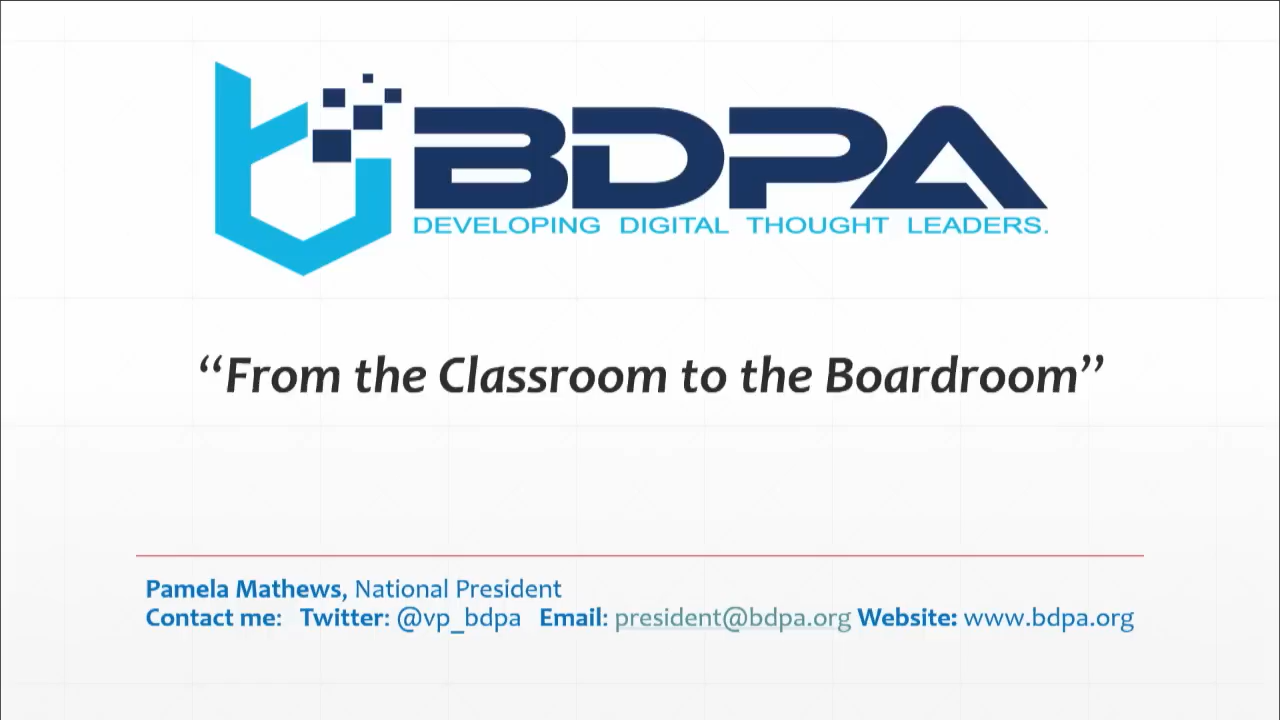 BDPA
DEVELOPING DIGITAL THOUGHT LEADERS.
“From the Classroom to the Boardroom”
Pamela Mathews, National President
Contact me: Twitter: @vp_bdpa Email: president@bdpa.org Website: www.bdpa.org